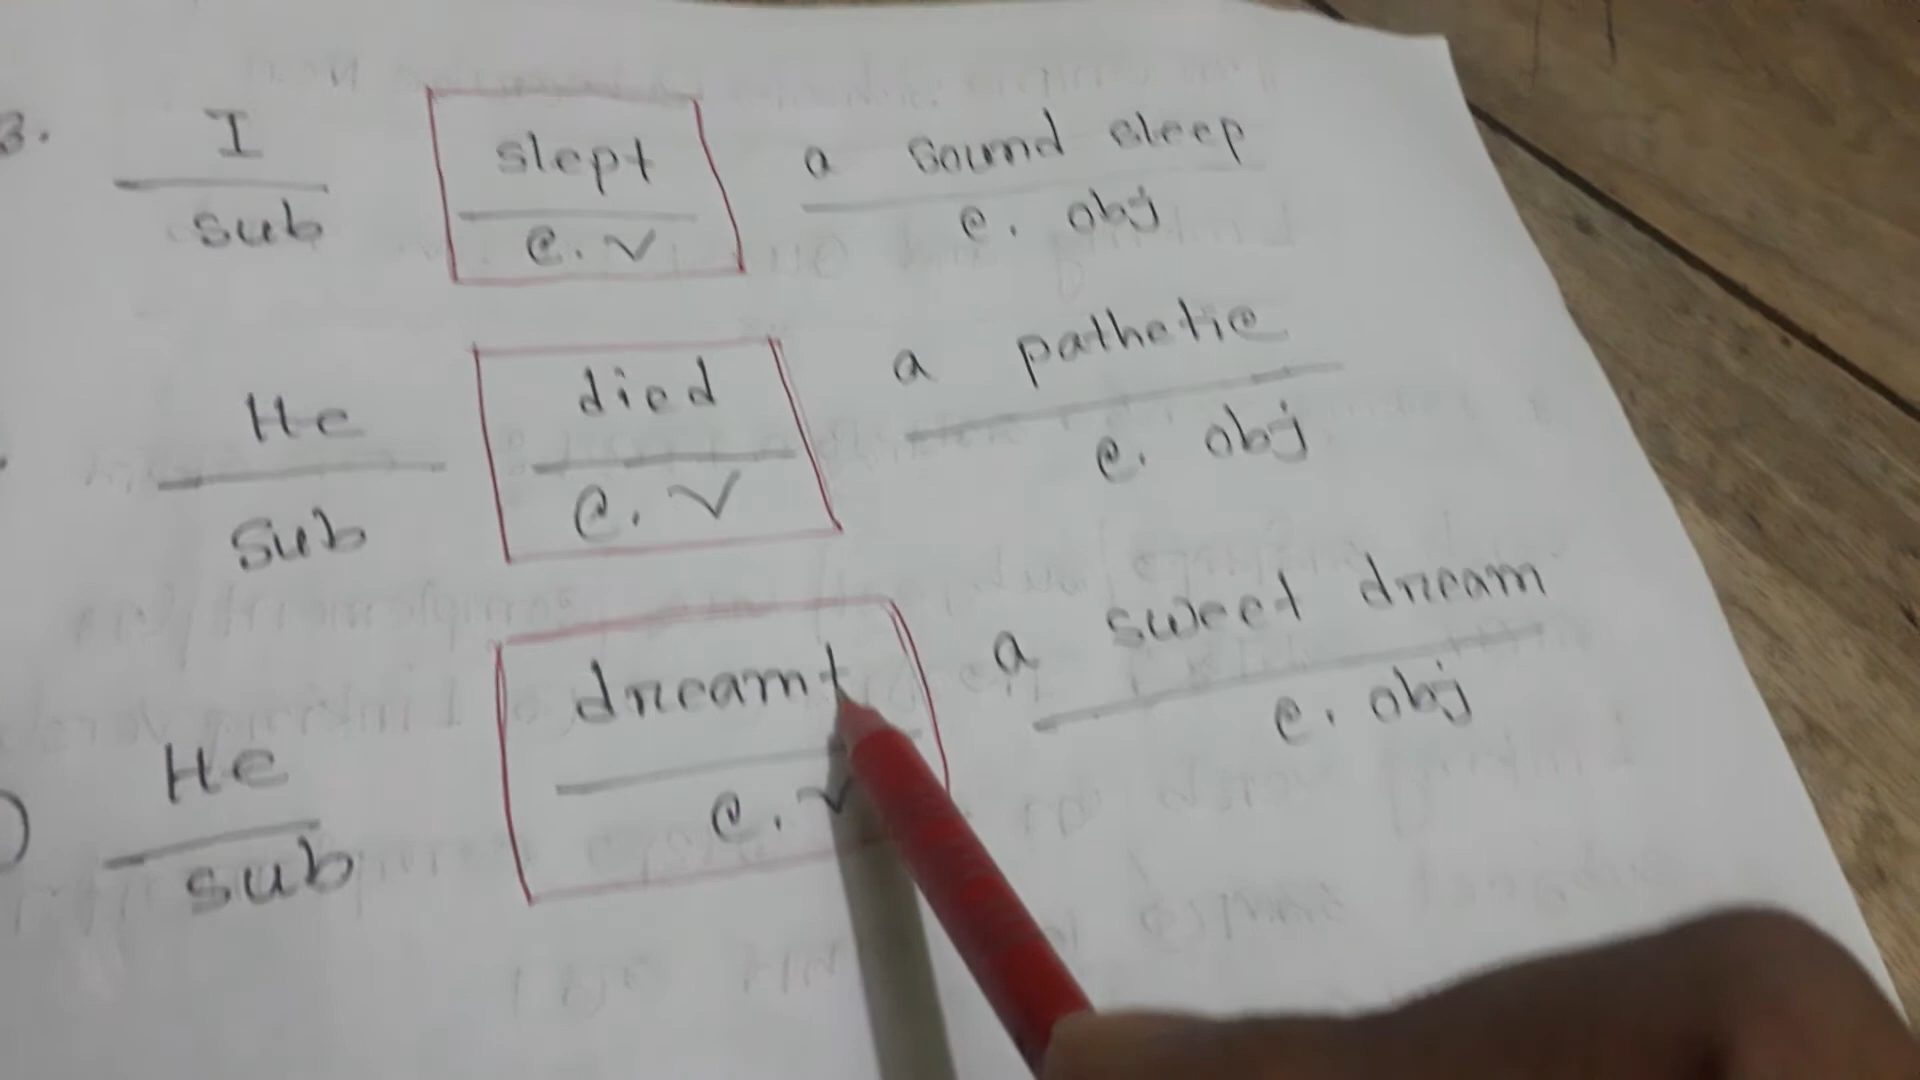 3. I slept a sound sleep
sub c.v c. obj
He died a pathetic
Sub c.v c. obj
He dreamt a sweet dream
sub c.v c. obj